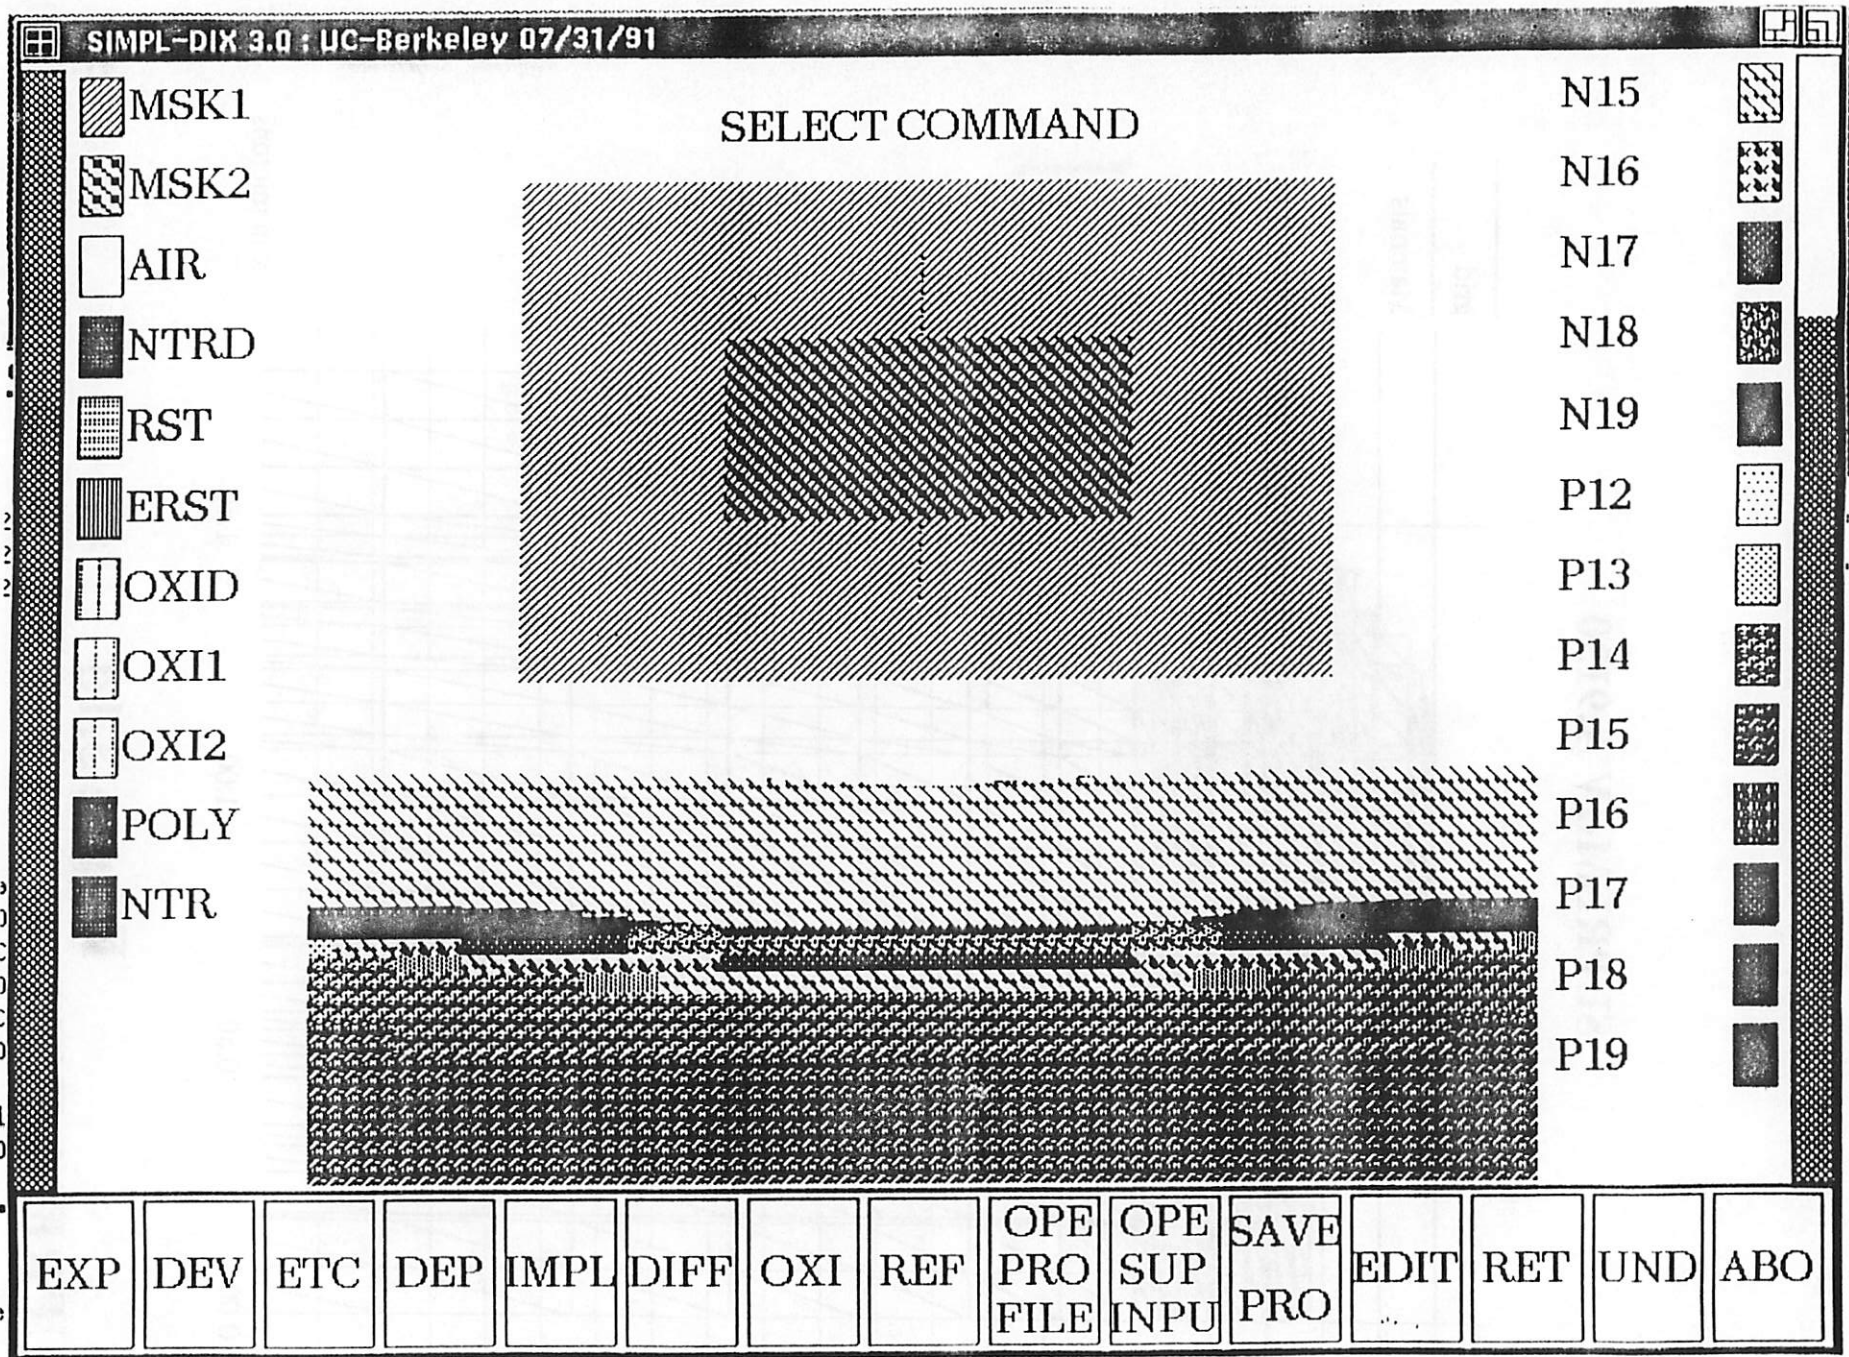 SIMPL-DIX 3.0 : UC-Berkeley 07/31/91
SELECT COMMAND
MSK1
MSK2
AIR
NTRD
RST
ERST
OXID
OXI1
OXI2
POLY
NTR
N15
N16
N17
N18
N19
P12
P13
P14
P15
P16
P17
P18
P19
EXP
DEV
ETC
DEP
IMPL
DIFF
OXI
REF
OPE
PRO
FILE
OPE
SUP
INPU
SAVE
PRO
EDIT
RET
UND
ABO